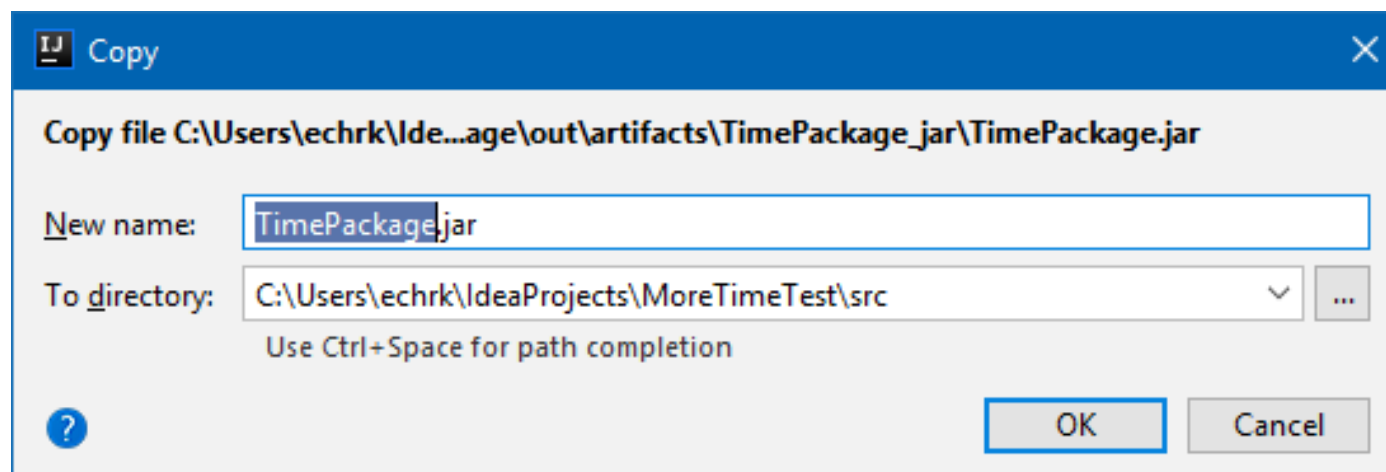 IJ Copy
Copy file C:\Users\echrk\Ide...age\out\artifacts\TimePackage_jar\TimePackage.jar
New name: TimePackage.jar
To directory: C:\Users\echrk\IdeaProjects\MoreTimeTest\src ...
Use Ctrl+Space for path completion
? OK Cancel